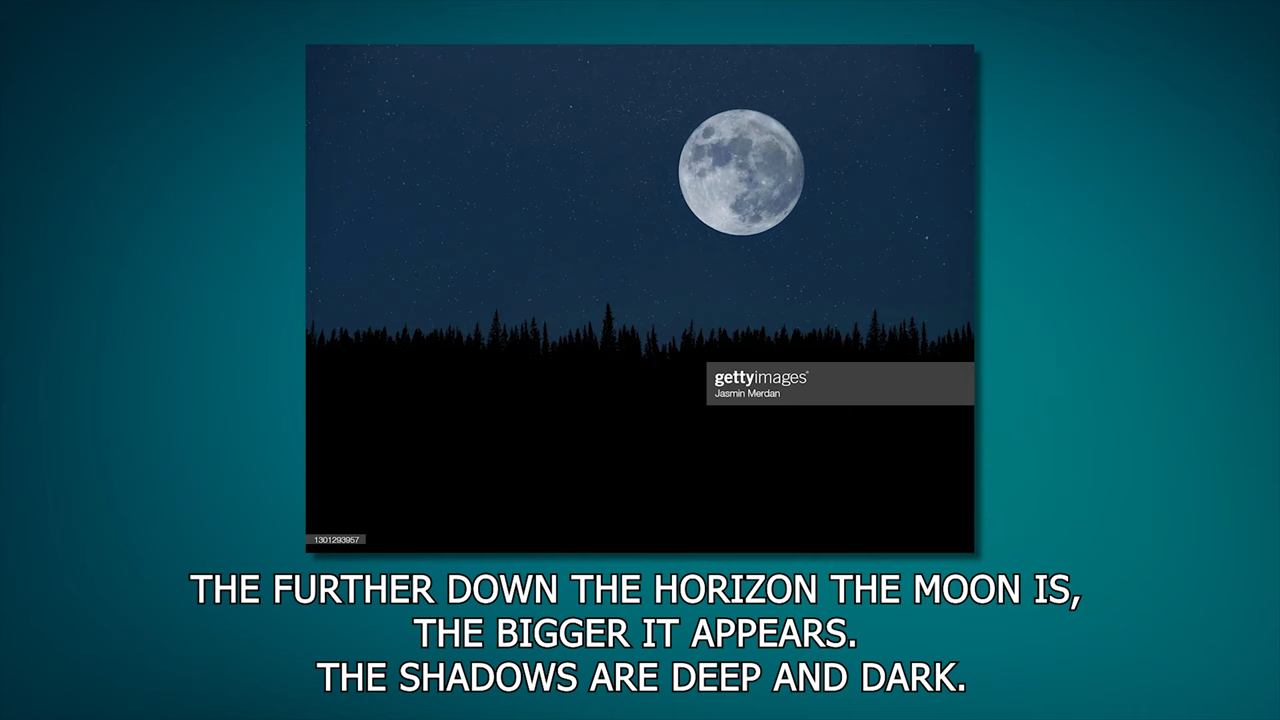 gettyimages®
Jasmin Merdan
1301293957
THE FURTHER DOWN THE HORIZON THE MOON IS,
THE BIGGER IT APPEARS.
THE SHADOWS ARE DEEP AND DARK.